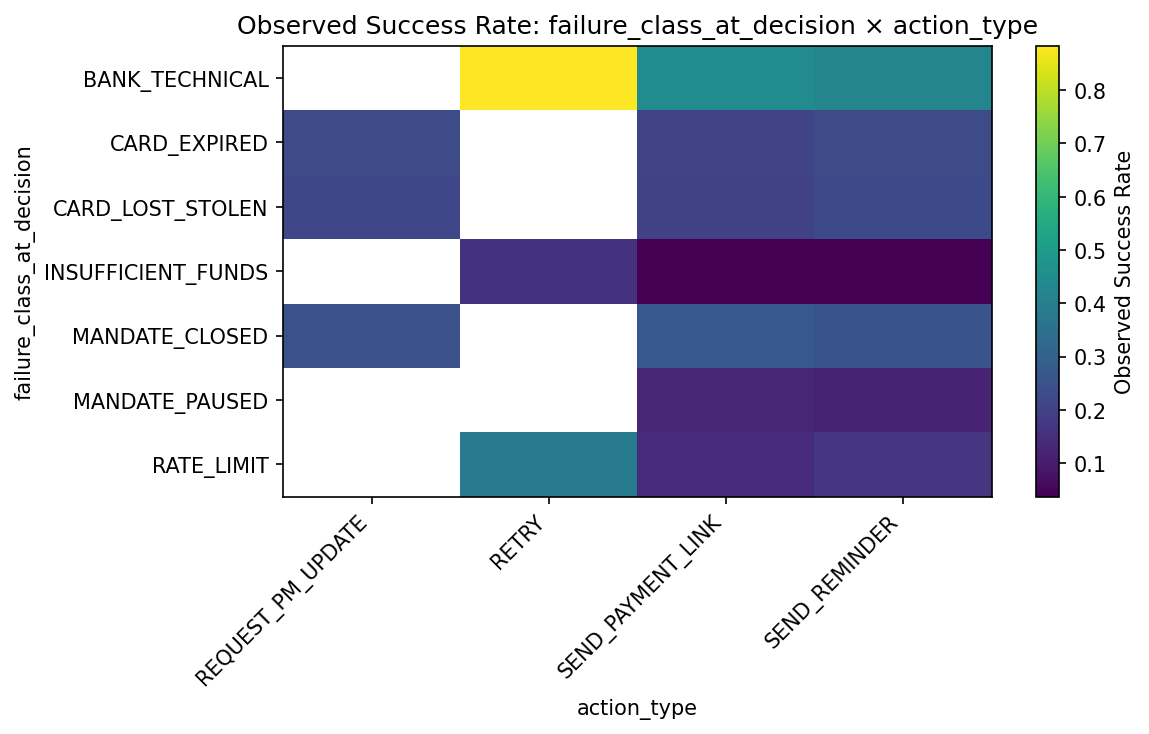 Observed Success Rate: failure_class_at_decision × action_type
failure_class_at_decision
BANK_TECHNICAL
CARD_EXPIRED
CARD_LOST_STOLEN
INSUFFICIENT_FUNDS
MANDATE_CLOSED
MANDATE_PAUSED
RATE_LIMIT
REQUEST_PM_UPDATE
RETRY
SEND_PAYMENT_LINK
SEND_REMINDER
action_type
0.8
0.7
0.6
0.5
0.4
0.3
0.2
0.1
Observed Success Rate